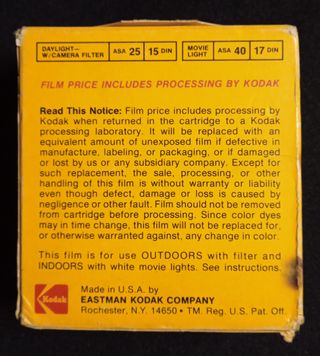 DAYLIGHT— W/CAMERA FILTER ASA 25 15 DIN MOVIE LIGHT ASA 40 17 DIN
FILM PRICE INCLUDES PROCESSING BY KODAK
Read This Notice: Film price includes processing by
Kodak when returned in the cartridge to a Kodak
processing laboratory. It will be replaced with an
equivalent amount of unexposed film if defective in
manufacture, labeling, or packaging, or if damaged
or lost by us or any subsidiary company. Except for
such replacement, the sale, processing, or other
handling of this film is without warranty or liability
even though defect, damage or loss is caused by
negligence or other fault. Film should not be removed
from cartridge before processing. Since color dyes
may in time change, this film will not be replaced for,
or otherwise warranted against, any change in color.
This film is for use OUTDOORS with filter and
INDOORS with white movie lights. See instructions.
Kodak
Made in U.S.A. by
EASTMAN KODAK COMPANY
Rochester, N.Y. 14650 • TM. Reg. U.S. Pat. Off.